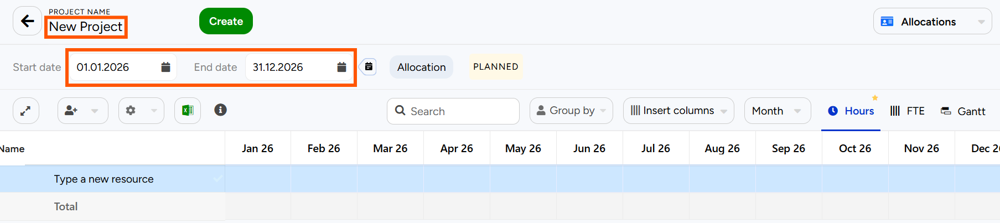 PROJECT NAME
New Project
Create
Allocations
Start date 01.01.2026 End date 31.12.2026 Allocation PLANNED
Search Group by Insert columns Month Hours FTE Gantt
Name Jan 26 Feb 26 Mar 26 Apr 26 May 26 Jun 26 Jul 26 Aug 26 Sep 26 Oct 26 Nov 26 Dec 26
Type a new resource
Total